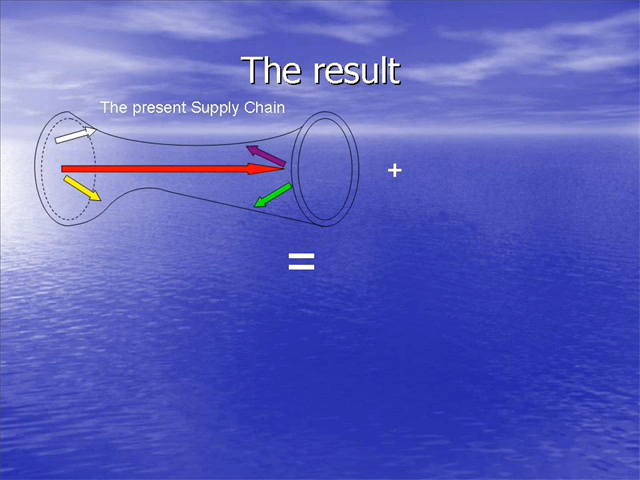 The result
The present Supply Chain
+
=